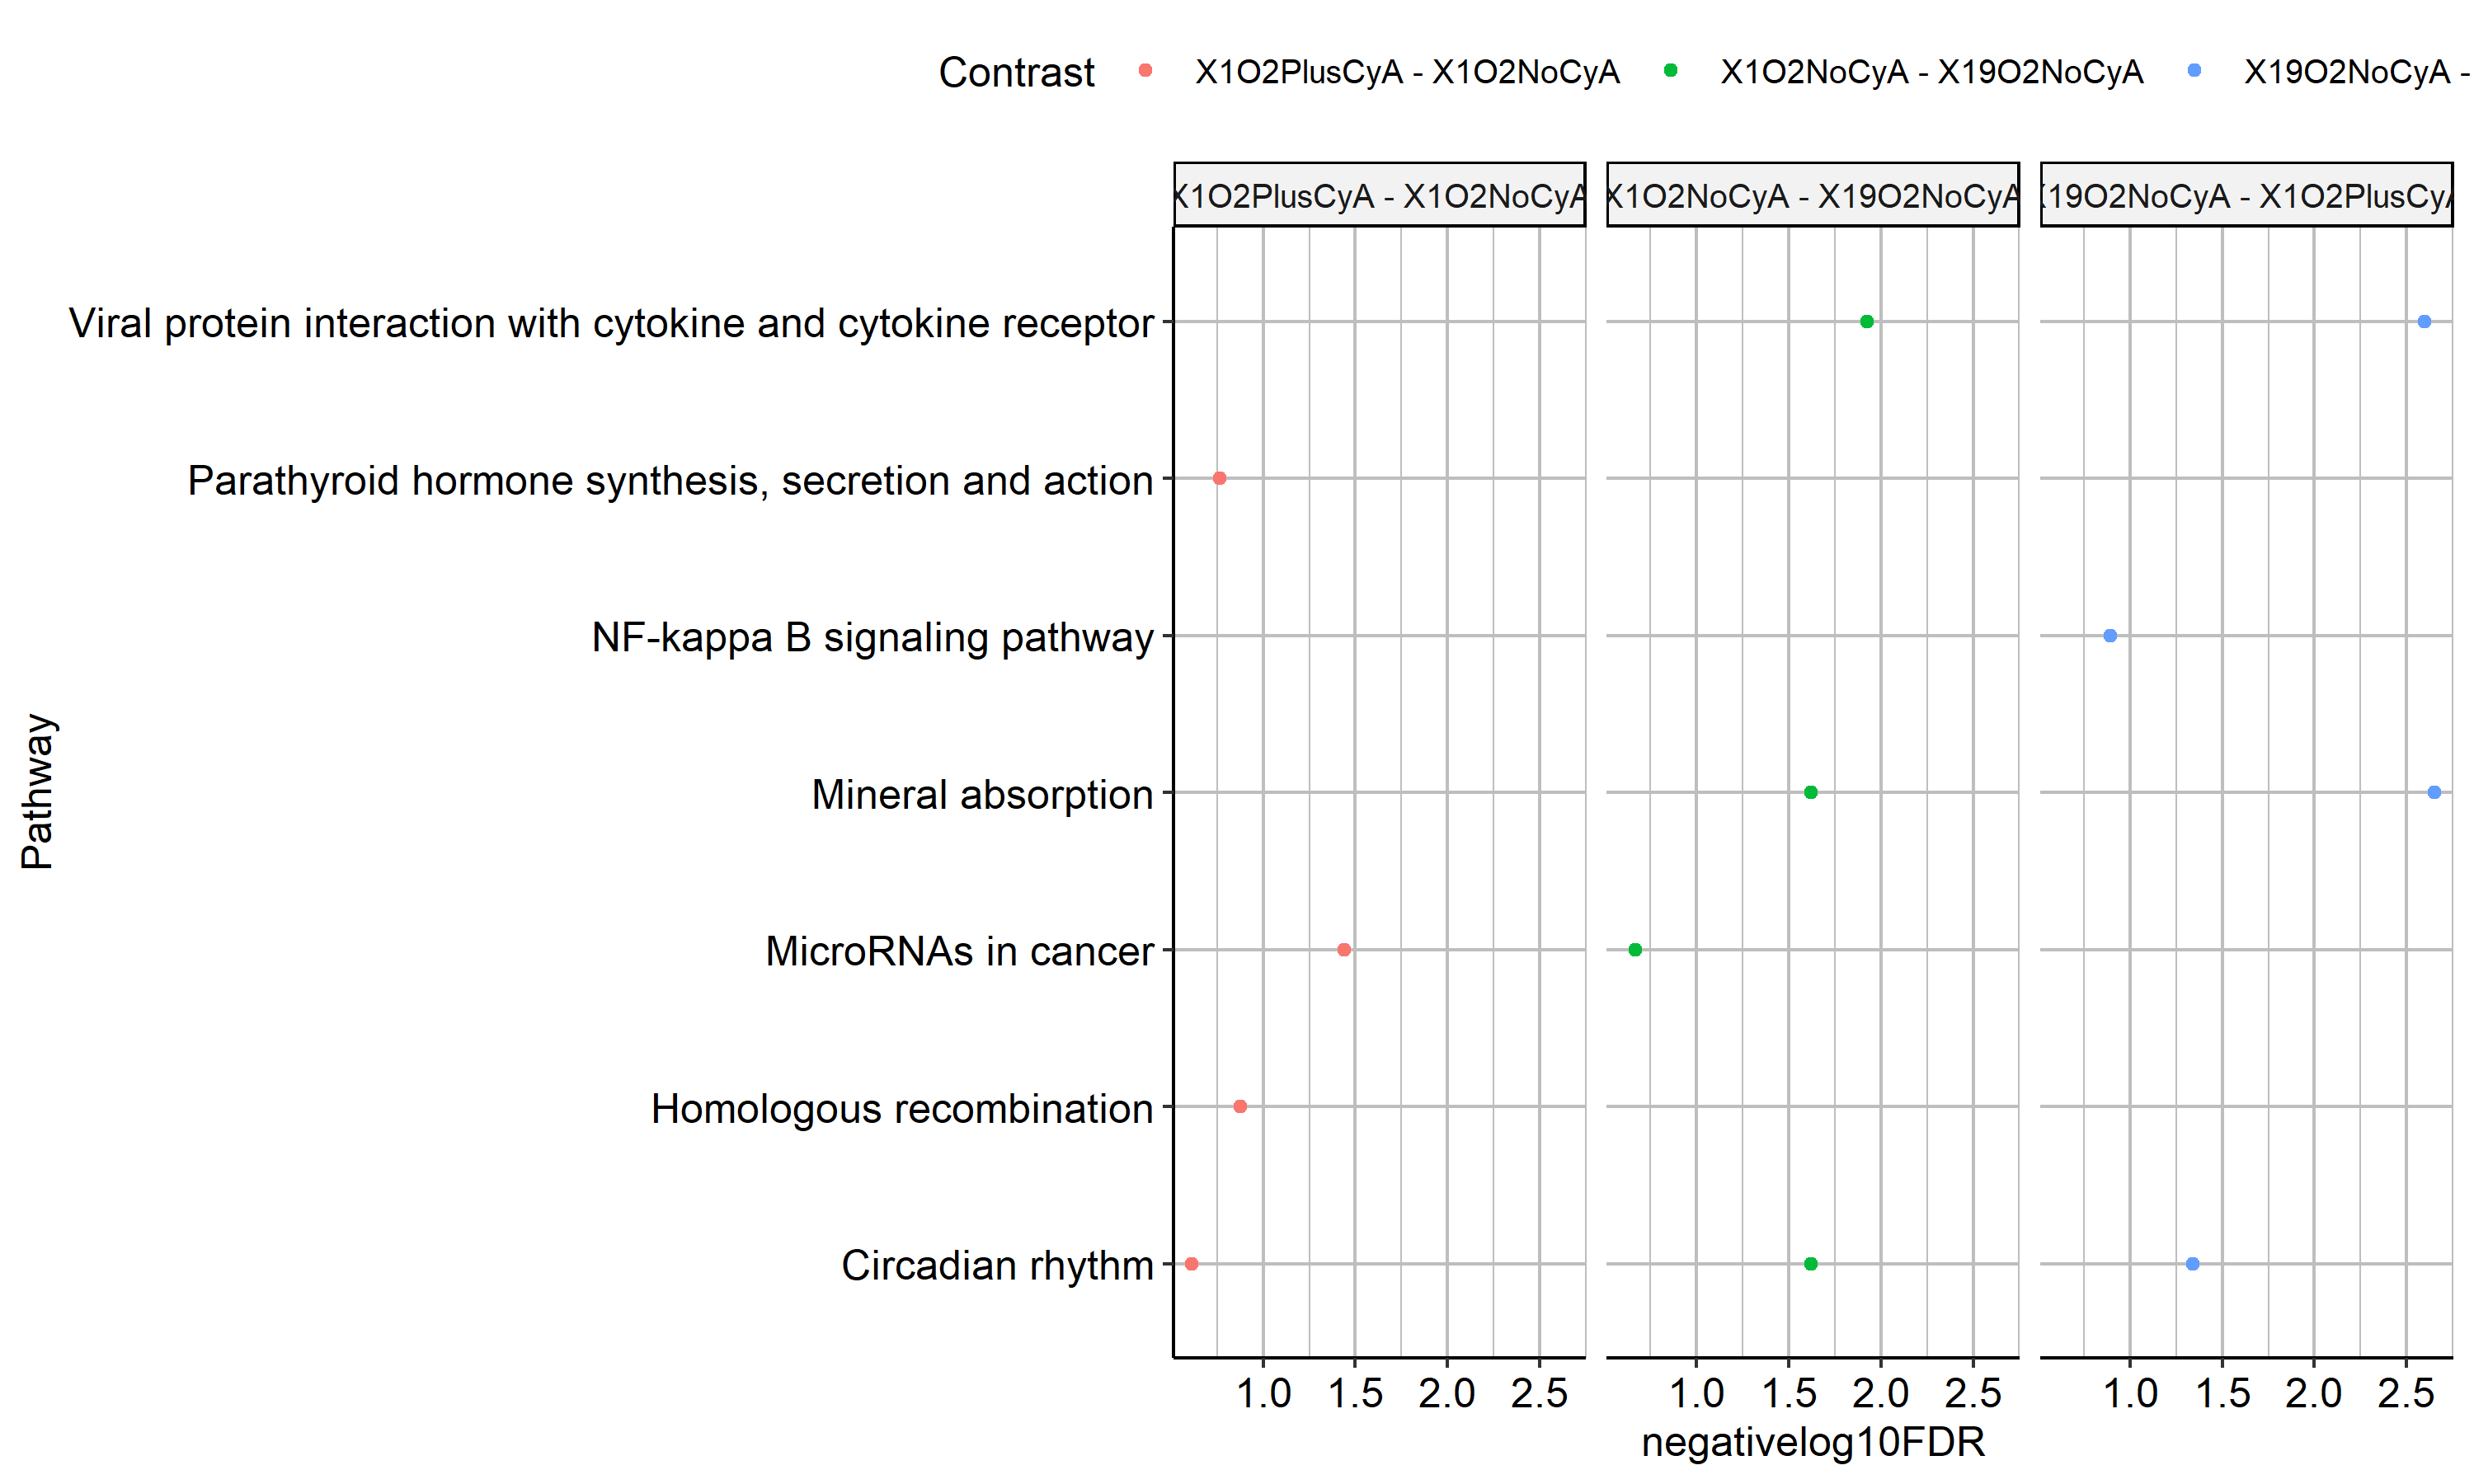 Contrast X1O2PlusCyA - X1O2NoCyA X1O2NoCyA - X19O2NoCyA X19O2NoCyA -
X1O2PlusCyA - X1O2NoCyA X1O2NoCyA - X19O2NoCyA X19O2NoCyA - X1O2PlusCyA
Viral protein interaction with cytokine and cytokine receptor
Parathyroid hormone synthesis, secretion and action
NF-kappa B signaling pathway
Mineral absorption
MicroRNAs in cancer
Homologous recombination
Circadian rhythm
Pathway
1.0 1.5 2.0 2.5 1.0 1.5 2.0 2.5 1.0 1.5 2.0 2.5
negativelog10FDR